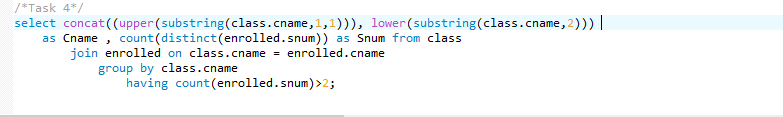 /*Task 4*/
select concat((upper(substring(class.cname,1,1))), lower(substring(class.cname,2)))
as Cname , count(distinct(enrolled.snum)) as Snum from class
join enrolled on class.cname = enrolled.cname
group by class.cname
having count(enrolled.snum)>2;